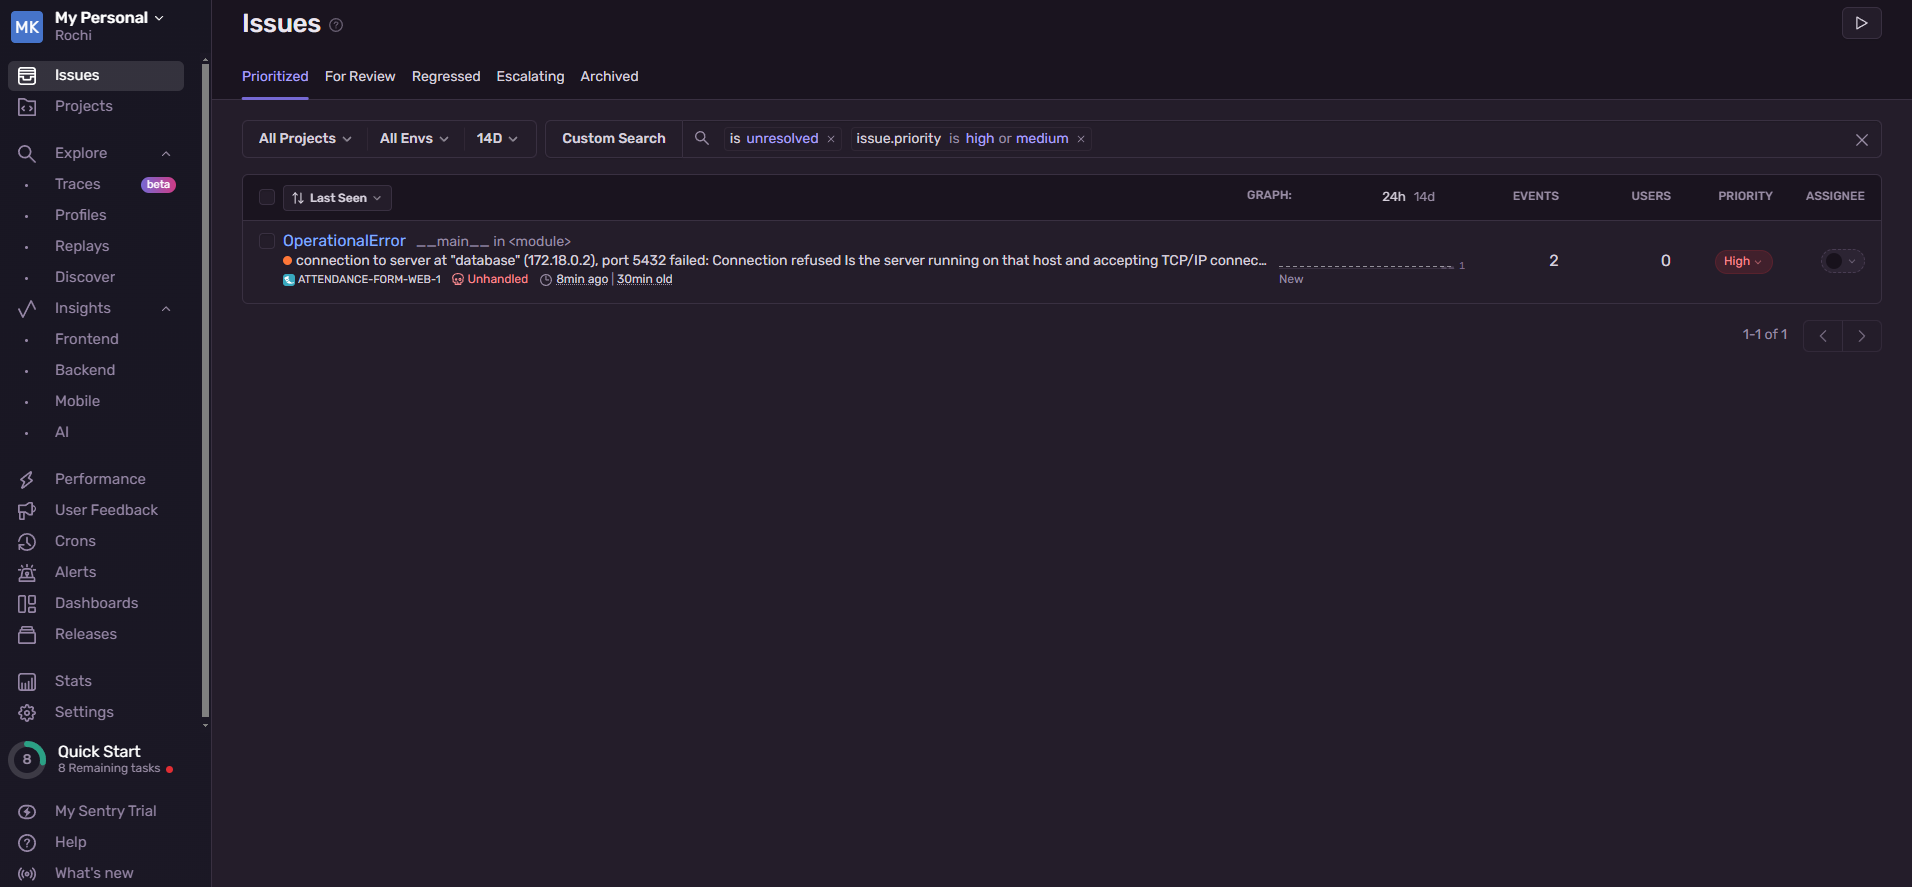 MK
My Personal
Rochi
Issues
Projects
Explore
Traces beta
Profiles
Replays
Discover
Insights
Frontend
Backend
Mobile
AI
Performance
User Feedback
Crons
Alerts
Dashboards
Releases
Stats
Settings
8
Quick Start
8 Remaining tasks
My Sentry Trial
Help
What's new
Issues ?
Prioritized For Review Regressed Escalating Archived
All Projects All Envs 14D Custom Search is unresolved × issue.priority is high or medium ×
Last Seen GRAPH: 24h 14d EVENTS USERS PRIORITY ASSIGNEE
OperationalError __main__ in <module>
connection to server at "database" (172.18.0.2), port 5432 failed: Connection refused Is the server running on that host and accepting TCP/IP connec... 1 2 0 High
ATTENDANCE-FORM-WEB-1 Unhandled 8min ago | 30min old New
1-1 of 1